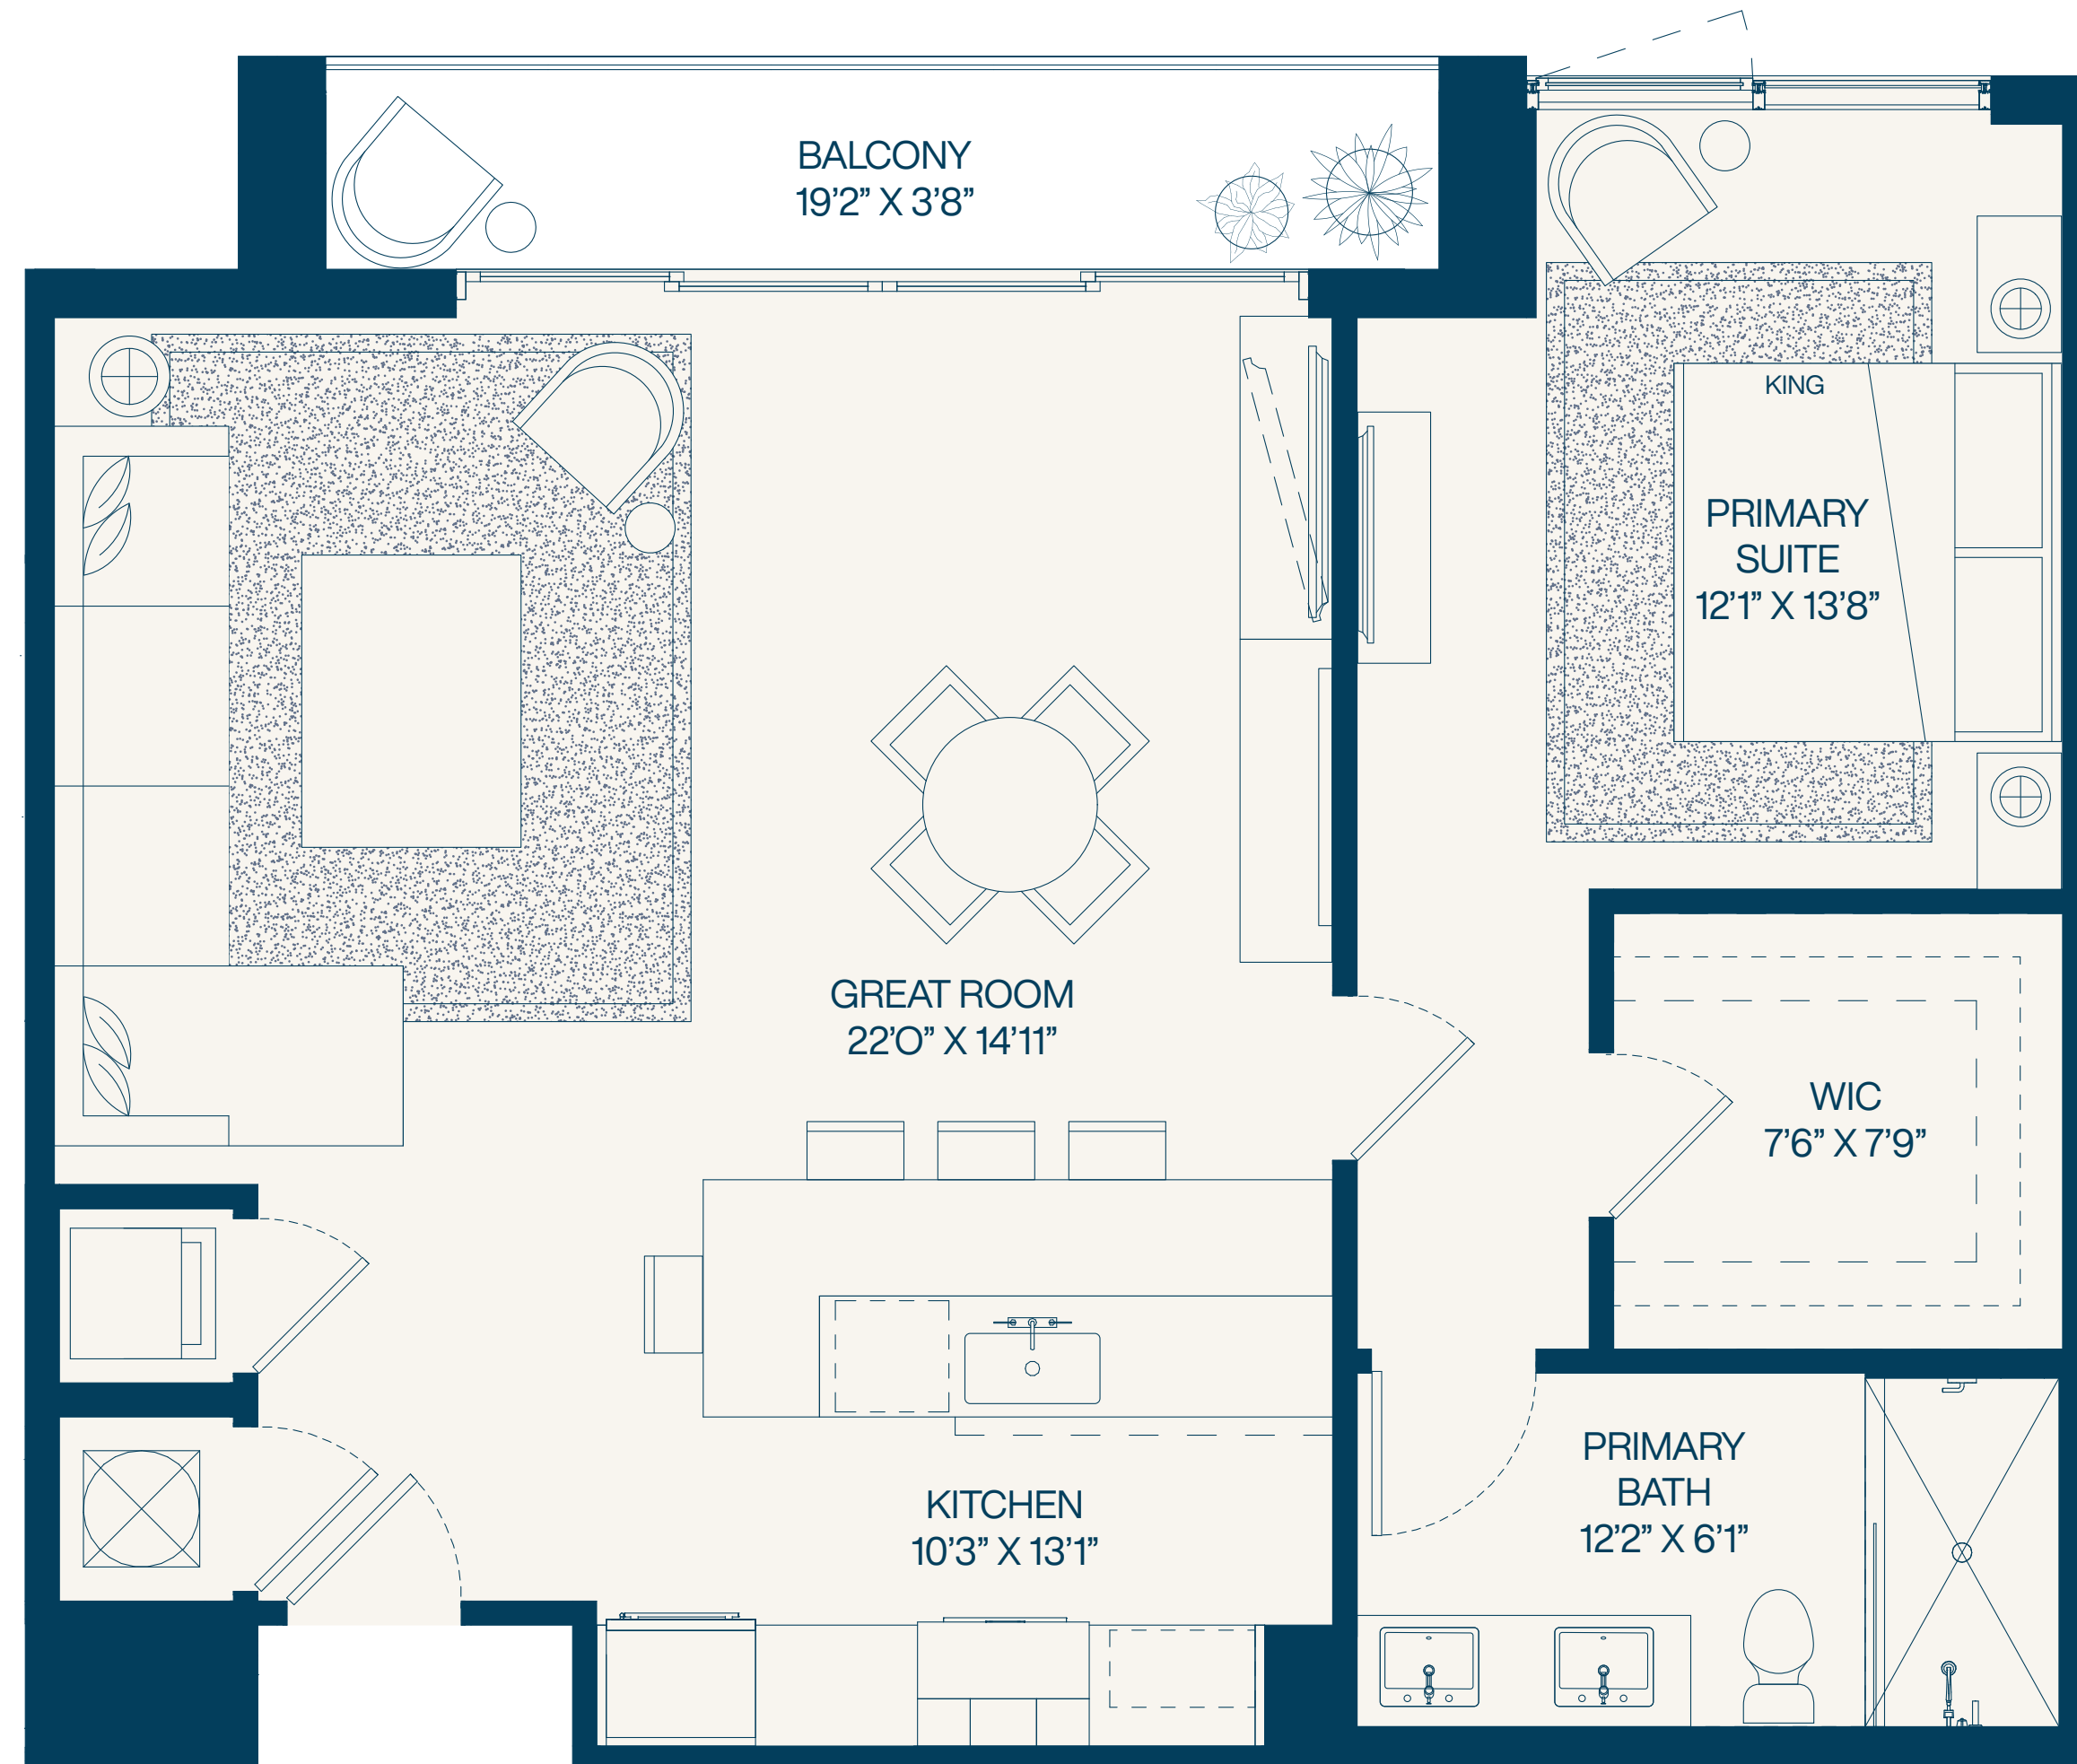 BALCONY
19’2” X 3’8”
KING
PRIMARY
SUITE
12’1” X 13’8”
GREAT ROOM
22’0” X 14’11”
WIC
7’6” X 7’9”
PRIMARY
BATH
12’2” X 6’1”
KITCHEN
10’3” X 13’1”